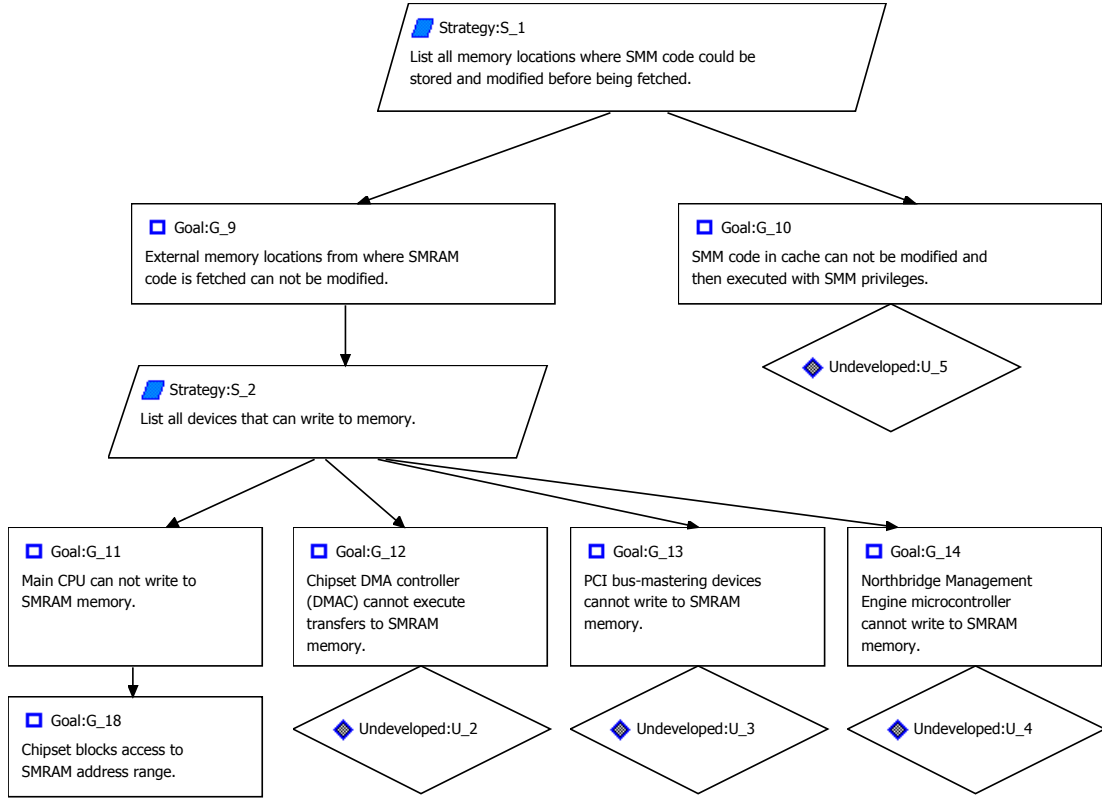 Strategy:S_1
List all memory locations where SMM code could be
stored and modified before being fetched.
Goal:G_9
External memory locations from where SMRAM
code is fetched can not be modified.
Goal:G_10
SMM code in cache can not be modified and
then executed with SMM privileges.
Undeveloped:U_5
Strategy:S_2
List all devices that can write to memory.
Goal:G_11
Main CPU can not write to
SMRAM memory.
Goal:G_12
Chipset DMA controller
(DMAC) cannot execute
transfers to SMRAM
memory.
Goal:G_13
PCI bus-mastering devices
cannot write to SMRAM
memory.
Goal:G_14
Northbridge Management
Engine microcontroller
cannot write to SMRAM
memory.
Goal:G_18
Chipset blocks access to
SMRAM address range.
Undeveloped:U_2
Undeveloped:U_3
Undeveloped:U_4